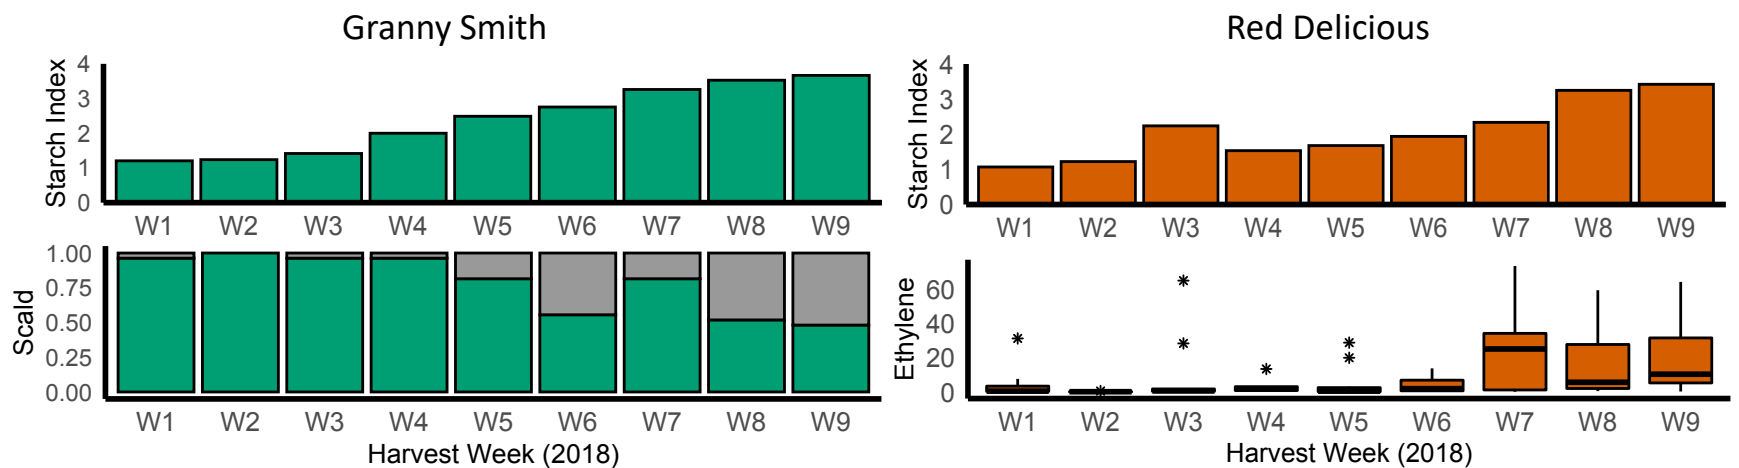 Granny Smith
Starch Index
4
3
2
1
0
W1 W2 W3 W4 W5 W6 W7 W8 W9
Scald
1.00
0.75
0.50
0.25
0.00
W1 W2 W3 W4 W5 W6 W7 W8 W9
Harvest Week (2018)
Red Delicious
Starch Index
4
3
2
1
0
W1 W2 W3 W4 W5 W6 W7 W8 W9
Ethylene
60
40
20
0
W1 W2 W3 W4 W5 W6 W7 W8 W9
Harvest Week (2018)